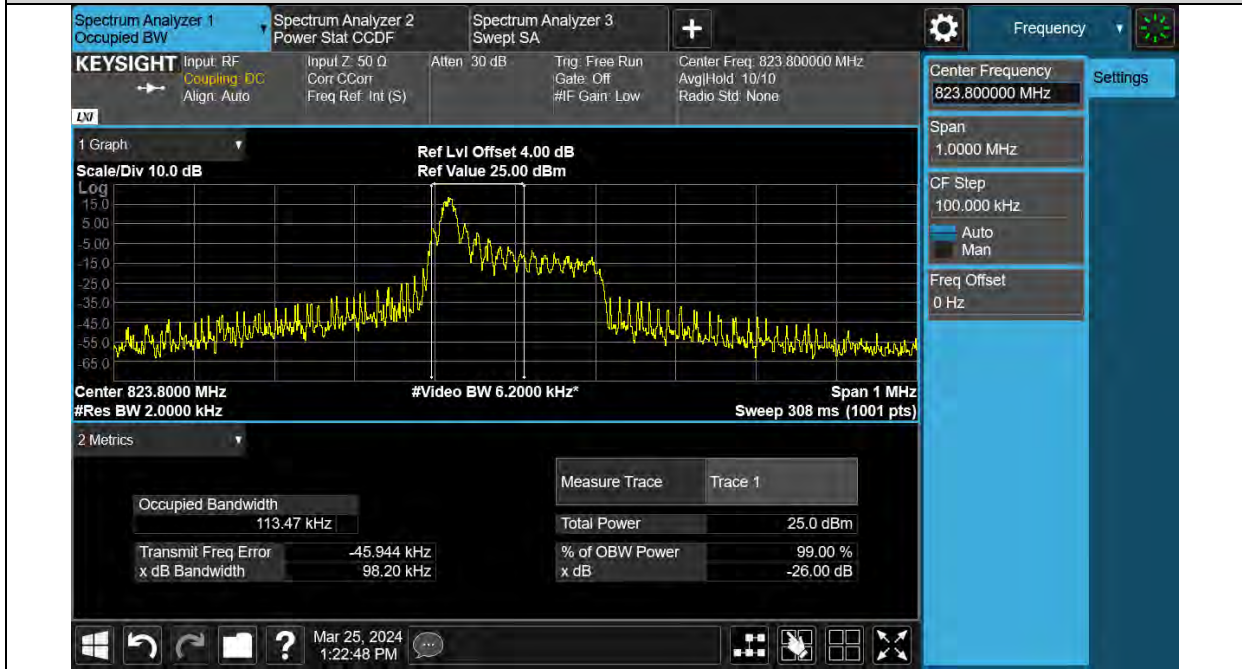 Spectrum Analyzer 1
Occupied BW
Spectrum Analyzer 2
Power Stat CCDF
Spectrum Analyzer 3
Swept SA
+
Frequency
KEYSIGHT
Input: RF
Coupling: DC
Align: Auto
Input Z: 50 Ω
Corr CCorr
Freq Ref: Int (S)
Atten: 30 dB
Trig: Free Run
Gate: Off
#IF Gain: Low
Center Freq: 823.800000 MHz
Avg|Hold: 10/10
Radio Std: None
LXI
Center Frequency
823.800000 MHz
Settings
Span
1.0000 MHz
CF Step
100.000 kHz
Auto
Man
Freq Offset
0 Hz
1 Graph
Scale/Div 10.0 dB
Ref Lvl Offset 4.00 dB
Ref Value 25.00 dBm
Log
15.0
5.00
-5.00
-15.0
-25.0
-35.0
-45.0
-55.0
-65.0
Center 823.8000 MHz
#Video BW 6.2000 kHz*
Span 1 MHz
#Res BW 2.0000 kHz
Sweep 308 ms (1001 pts)
2 Metrics
Measure Trace
Trace 1
Occupied Bandwidth
113.47 kHz
Total Power
25.0 dBm
Transmit Freq Error
-45.944 kHz
% of OBW Power
99.00 %
x dB Bandwidth
98.20 kHz
x dB
-26.00 dB
?
Mar 25, 2024
1:22:48 PM